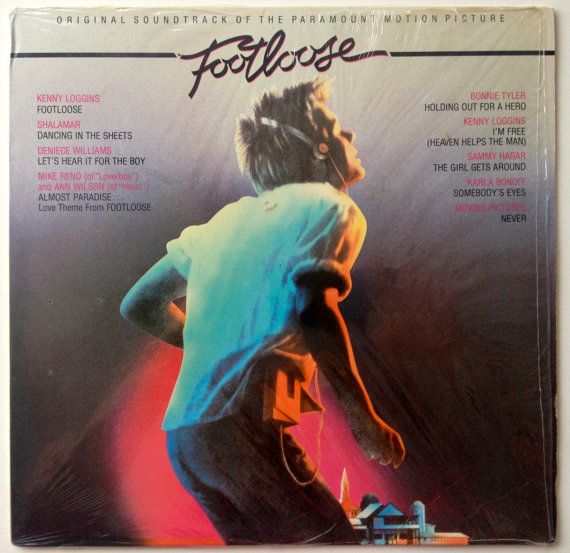 ORIGINAL SOUNDTRACK OF THE PARAMOUNT MOTION PICTURE
Footloose
KENNY LOGGINS
FOOTLOOSE
SHALAMAR
DANCING IN THE SHEETS
DENIECE WILLIAMS
LET'S HEAR IT FOR THE BOY
MIKE RENO (of "Loverboy")
and ANN WILSON (of "Heart")
ALMOST PARADISE...
Love Theme From FOOTLOOSE
BONNIE TYLER
HOLDING OUT FOR A HERO
KENNY LOGGINS
I'M FREE
(HEAVEN HELPS THE MAN)
SAMMY HAGAR
THE GIRL GETS AROUND
KARLA BONOFF
SOMEBODY'S EYES
MOVING PICTURES
NEVER